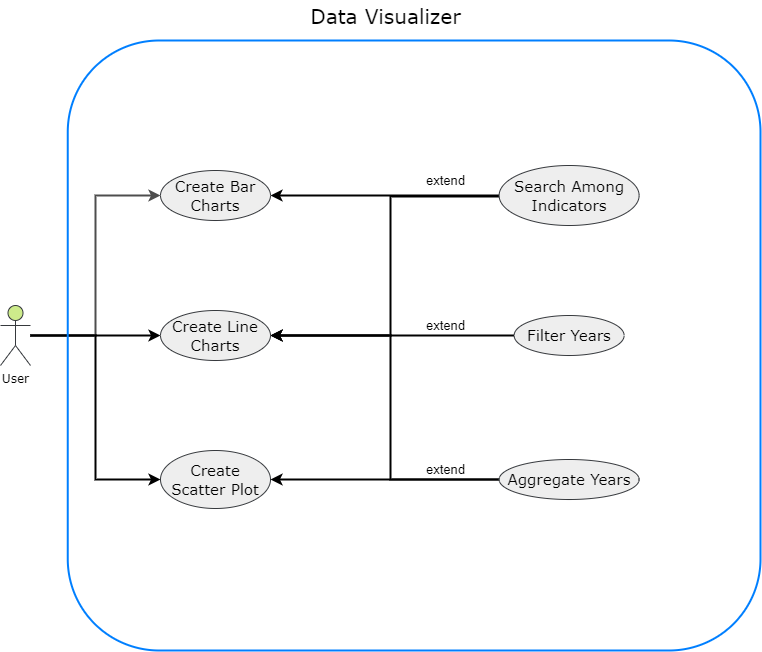 Data Visualizer
Create Bar
Charts
extend
Search Among
Indicators
Create Line
Charts
extend
Filter Years
User
Create
Scatter Plot
extend
Aggregate Years